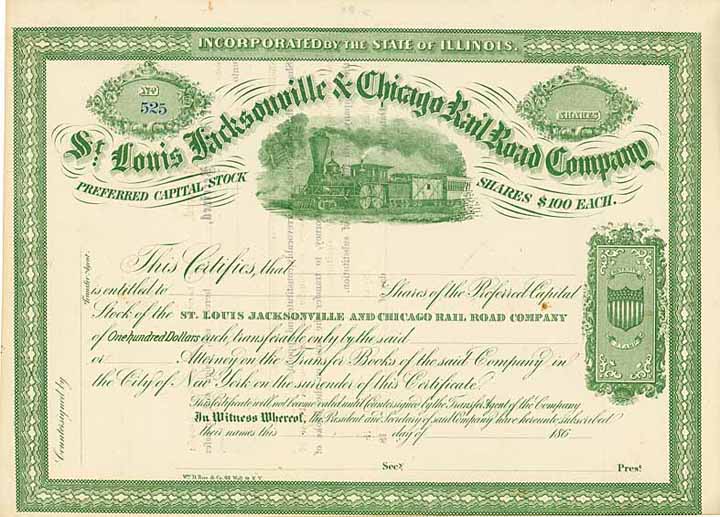 INCORPORATED BY THE STATE OF ILLINOIS.
No
525
SHARES
St. Louis Jacksonville & Chicago Rail Road Company
PREFERRED CAPITAL STOCK
SHARES $100 EACH.
This Certifies, that
is entitled to Shares of the Preferred Capital
Stock of the ST. LOUIS JACKSONVILLE AND CHICAGO RAIL ROAD COMPANY
of One hundred Dollars each, transferable only by the said
or Attorney on the Transfer Books of the said Company in
the City of New York on the surrender of this Certificate.
This Certificate will not become valid until Countersigned by the Transfer Agent of the Company
In Witness Whereof, the President and Secretary of said Company have hereunto subscribed
their names this day of 186
Secy. Prest.
Transfer Agent.
Countersigned by